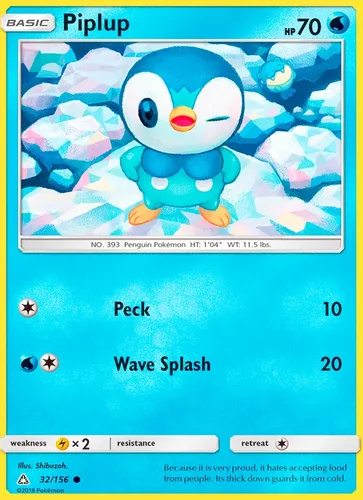 BASIC Piplup HP 70
NO. 393 Penguin Pokémon HT: 1'04" WT: 11.5 lbs.
Peck 10
Wave Splash 20
weakness ×2 resistance retreat
Illus. Shibuzoh.
32/156
©2018 Pokémon
Because it is very proud, it hates accepting food
from people. Its thick down guards it from cold.